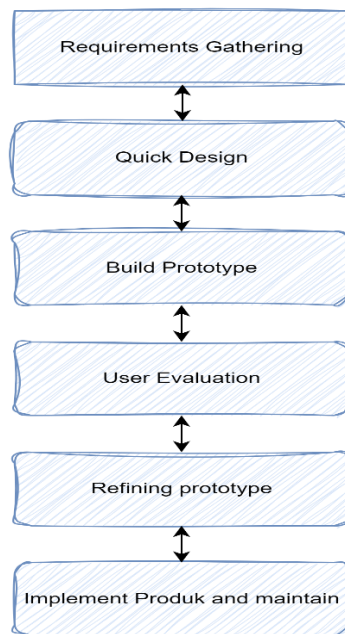 Requirements Gathering
Quick Design
Build Prototype
User Evaluation
Refining prototype
Implement Produk and maintain